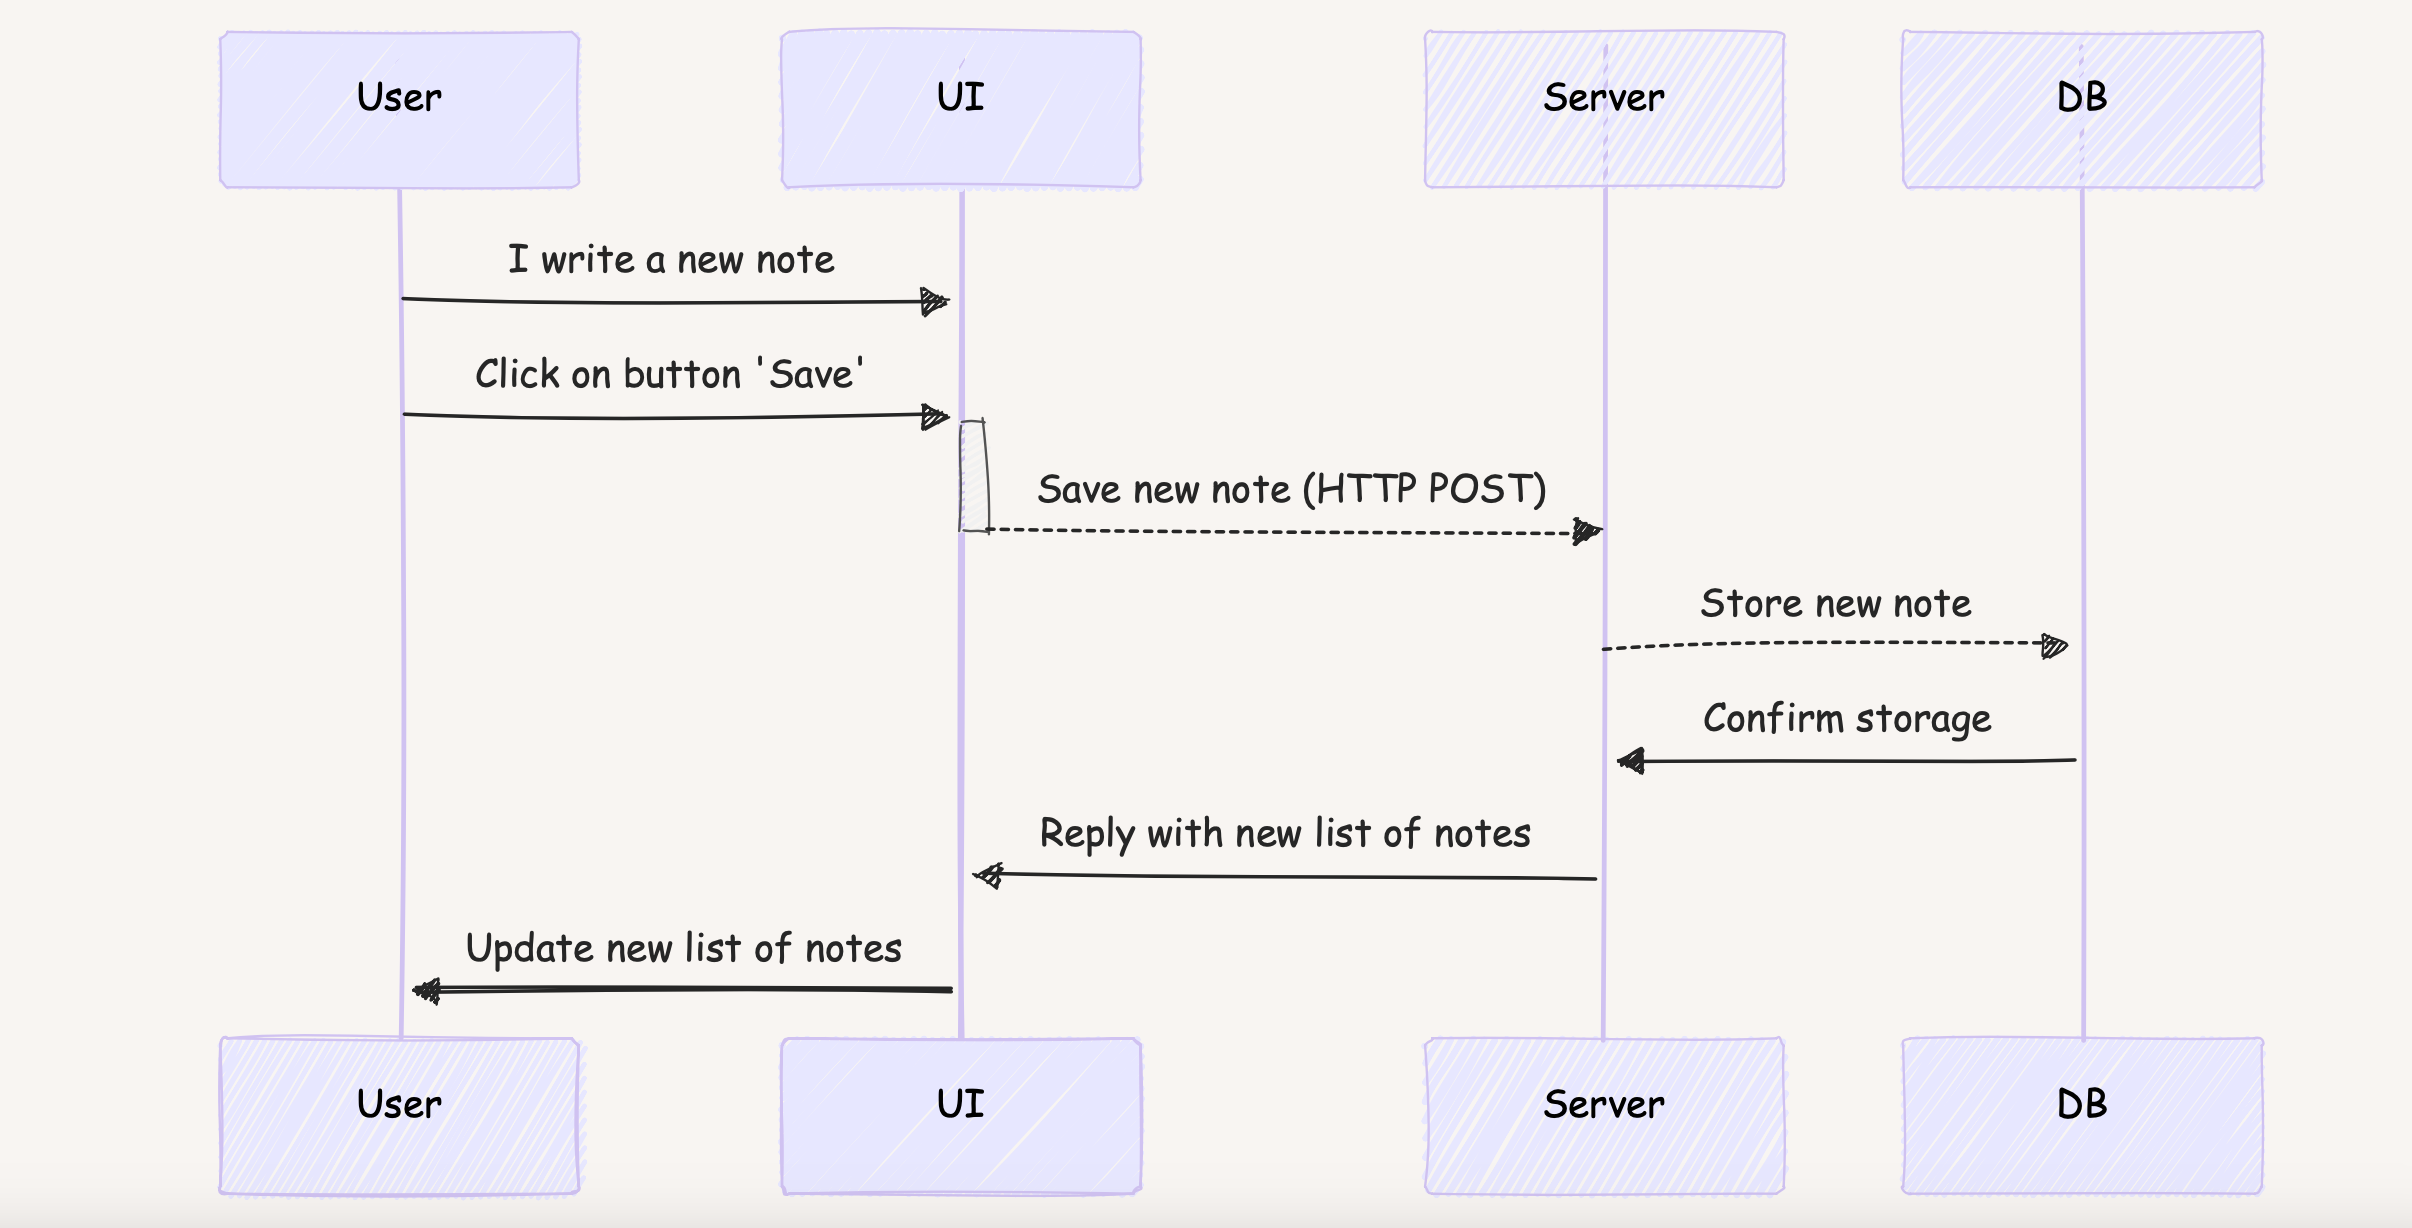 User
UI
Server
DB
I write a new note
Click on button 'Save'
Save new note (HTTP POST)
Store new note
Confirm storage
Reply with new list of notes
Update new list of notes
User
UI
Server
DB